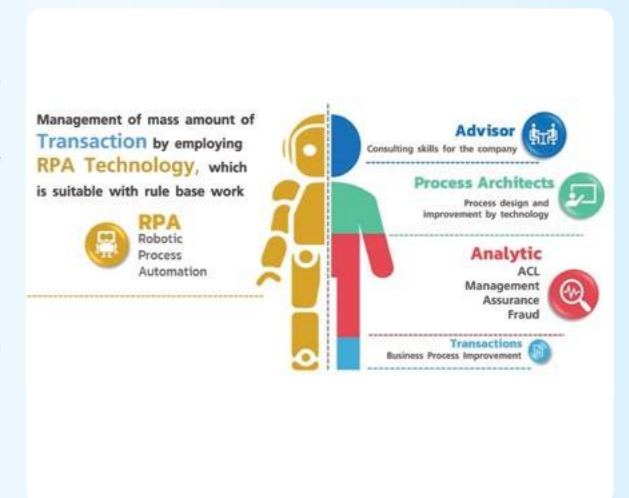 Management of mass amount of
Transaction by employing
RPA Technology, which
is suitable with rule base work
RPA
Robotic
Process
Automation
Advisor
Consulting skills for the company
Process Architects
Process design and
improvement by technology
Analytic
ACL
Management
Assurance
Fraud
Transactions
Business Process Improvement